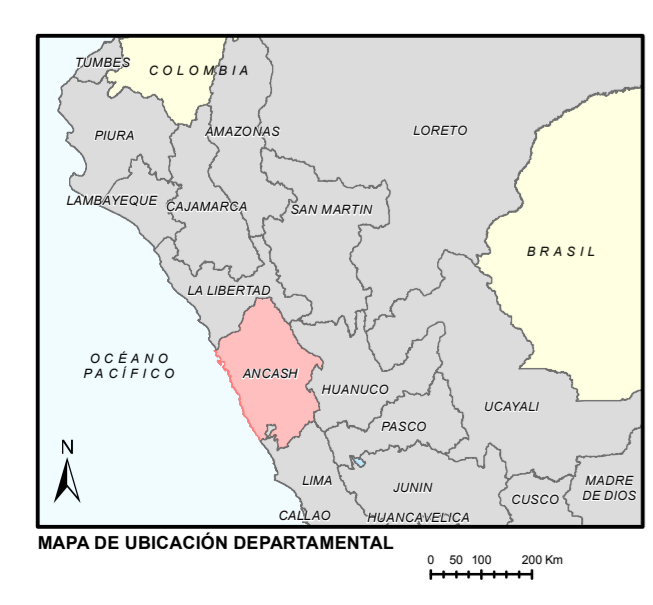 TUMBES
COLOMBIA
PIURA
AMAZONAS
LORETO
LAMBAYEQUE
CAJAMARCA
SAN MARTIN
BRASIL
LA LIBERTAD
OCÉANO
PACÍFICO
ANCASH
HUANUCO
UCAYALI
PASCO
N
LIMA
JUNIN
MADRE
DE DIOS
CUSCO
CALLAO
HUANCAVELICA
MAPA DE UBICACIÓN DEPARTAMENTAL
0 50 100 200 Km